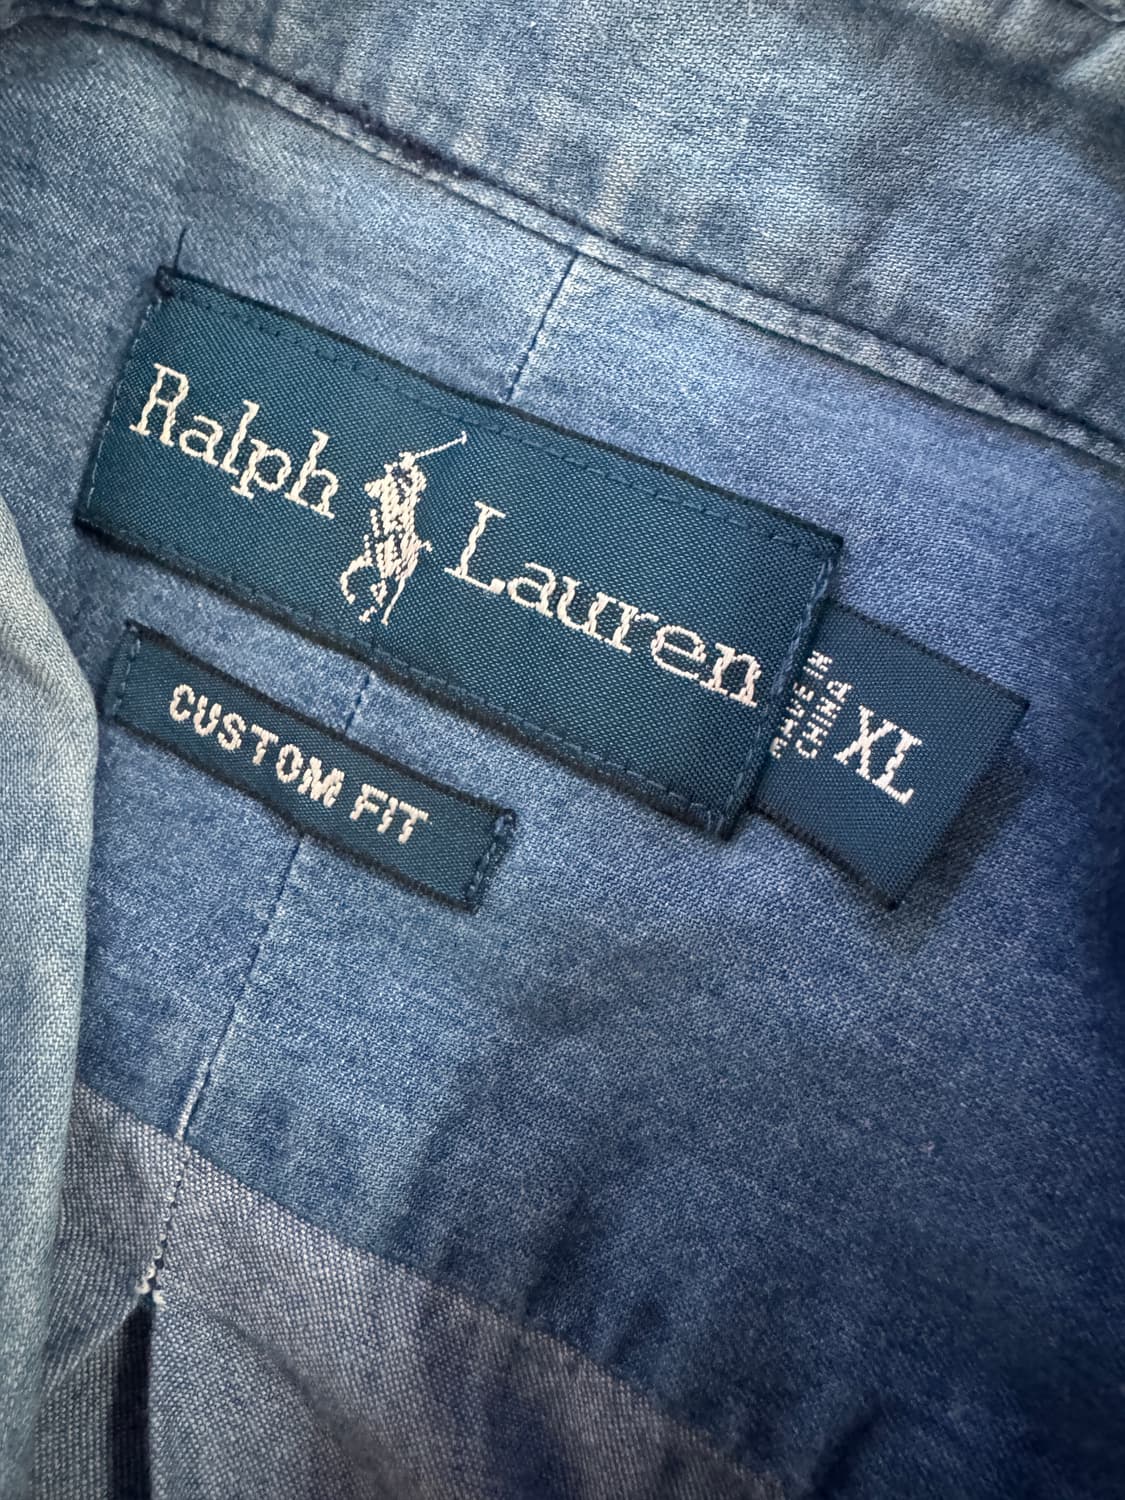 Ralph Lauren
MADE IN
CHINA
XL
CUSTOM FIT